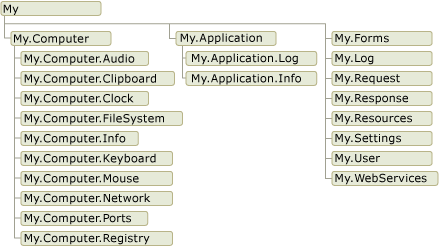 My
My.Computer
My.Computer.Audio
My.Computer.Clipboard
My.Computer.Clock
My.Computer.FileSystem
My.Computer.Info
My.Computer.Keyboard
My.Computer.Mouse
My.Computer.Network
My.Computer.Ports
My.Computer.Registry
My.Application
My.Application.Log
My.Application.Info
My.Forms
My.Log
My.Request
My.Response
My.Resources
My.Settings
My.User
My.WebServices